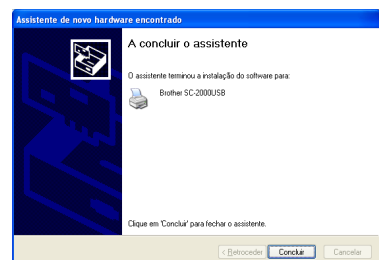 Assistente de novo hardware encontrado
A concluir o assistente
O assistente terminou a instalação do software para:
Brother SC-2000USB
Clique em 'Concluir' para fechar o assistente.
< Retroceder Concluir Cancelar